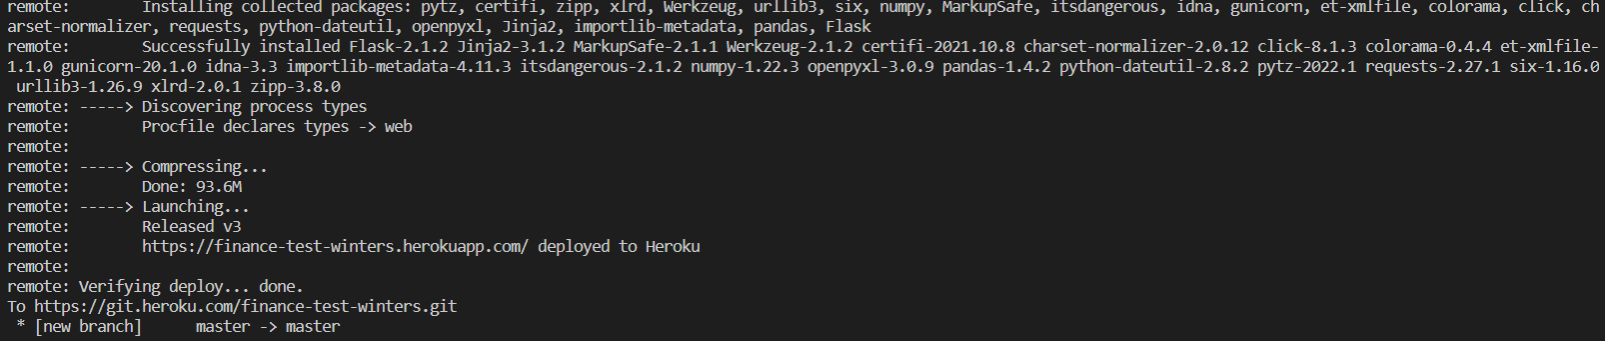 remote:        Installing collected packages: pytz, certifi, zipp, xlrd, Werkzeug, urllib3, six, numpy, MarkupSafe, itsdangerous, idna, gunicorn, et-xmlfile, colorama, click, ch
arset-normalizer, requests, python-dateutil, openpyxl, Jinja2, importlib-metadata, pandas, Flask
remote:        Successfully installed Flask-2.1.2 Jinja2-3.1.2 MarkupSafe-2.1.1 Werkzeug-2.1.2 certifi-2021.10.8 charset-normalizer-2.0.12 click-8.1.3 colorama-0.4.4 et-xmlfile-
1.1.0 gunicorn-20.1.0 idna-3.3 importlib-metadata-4.11.3 itsdangerous-2.1.2 numpy-1.22.3 openpyxl-3.0.9 pandas-1.4.2 python-dateutil-2.8.2 pytz-2022.1 requests-2.27.1 six-1.16.0
 urllib3-1.26.9 xlrd-2.0.1 zipp-3.8.0
remote: -----> Discovering process types
remote:        Procfile declares types -> web
remote:
remote: -----> Compressing...
remote:        Done: 93.6M
remote: -----> Launching...
remote:        Released v3
remote:        https://finance-test-winters.herokuapp.com/ deployed to Heroku
remote:
remote: Verifying deploy... done.
To https://git.heroku.com/finance-test-winters.git
 * [new branch]      master -> master